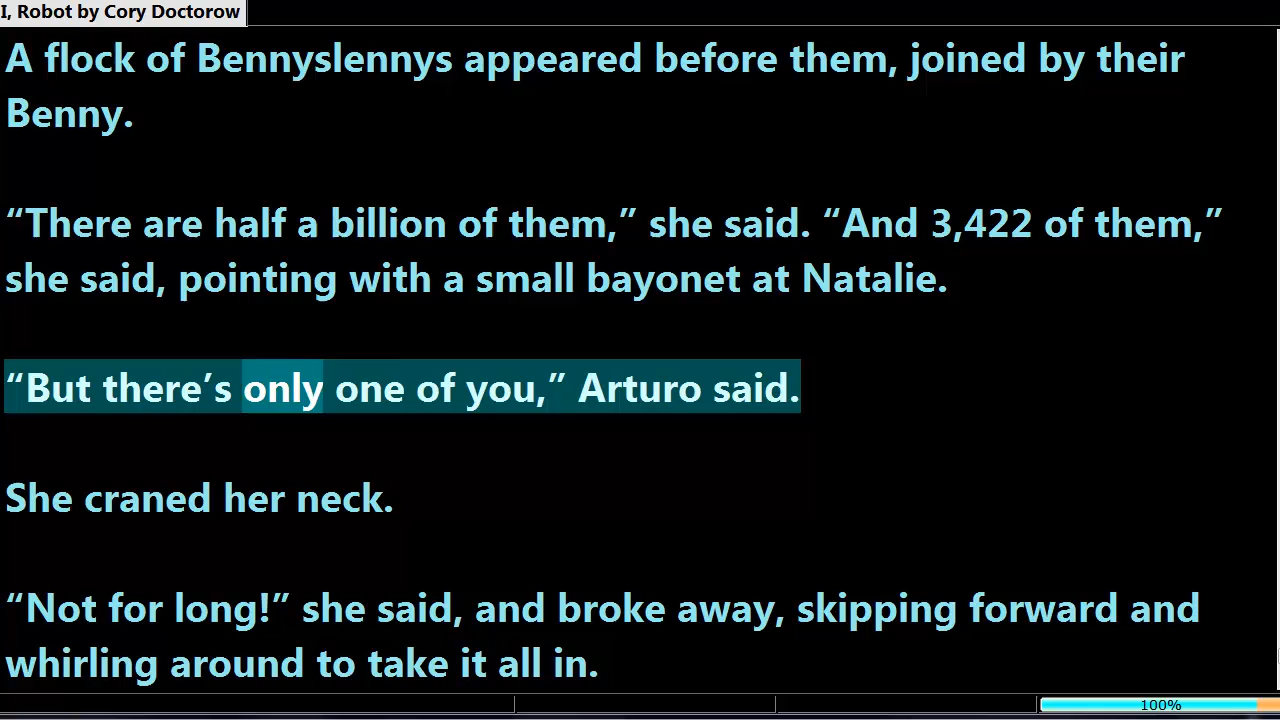 I, Robot by Cory Doctorow
A flock of Bennyslennys appeared before them, joined by their
Benny.
“There are half a billion of them,” she said. “And 3,422 of them,”
she said, pointing with a small bayonet at Natalie.
“But there’s only one of you,” Arturo said.
She craned her neck.
“Not for long!” she said, and broke away, skipping forward and
whirling around to take it all in.
100%